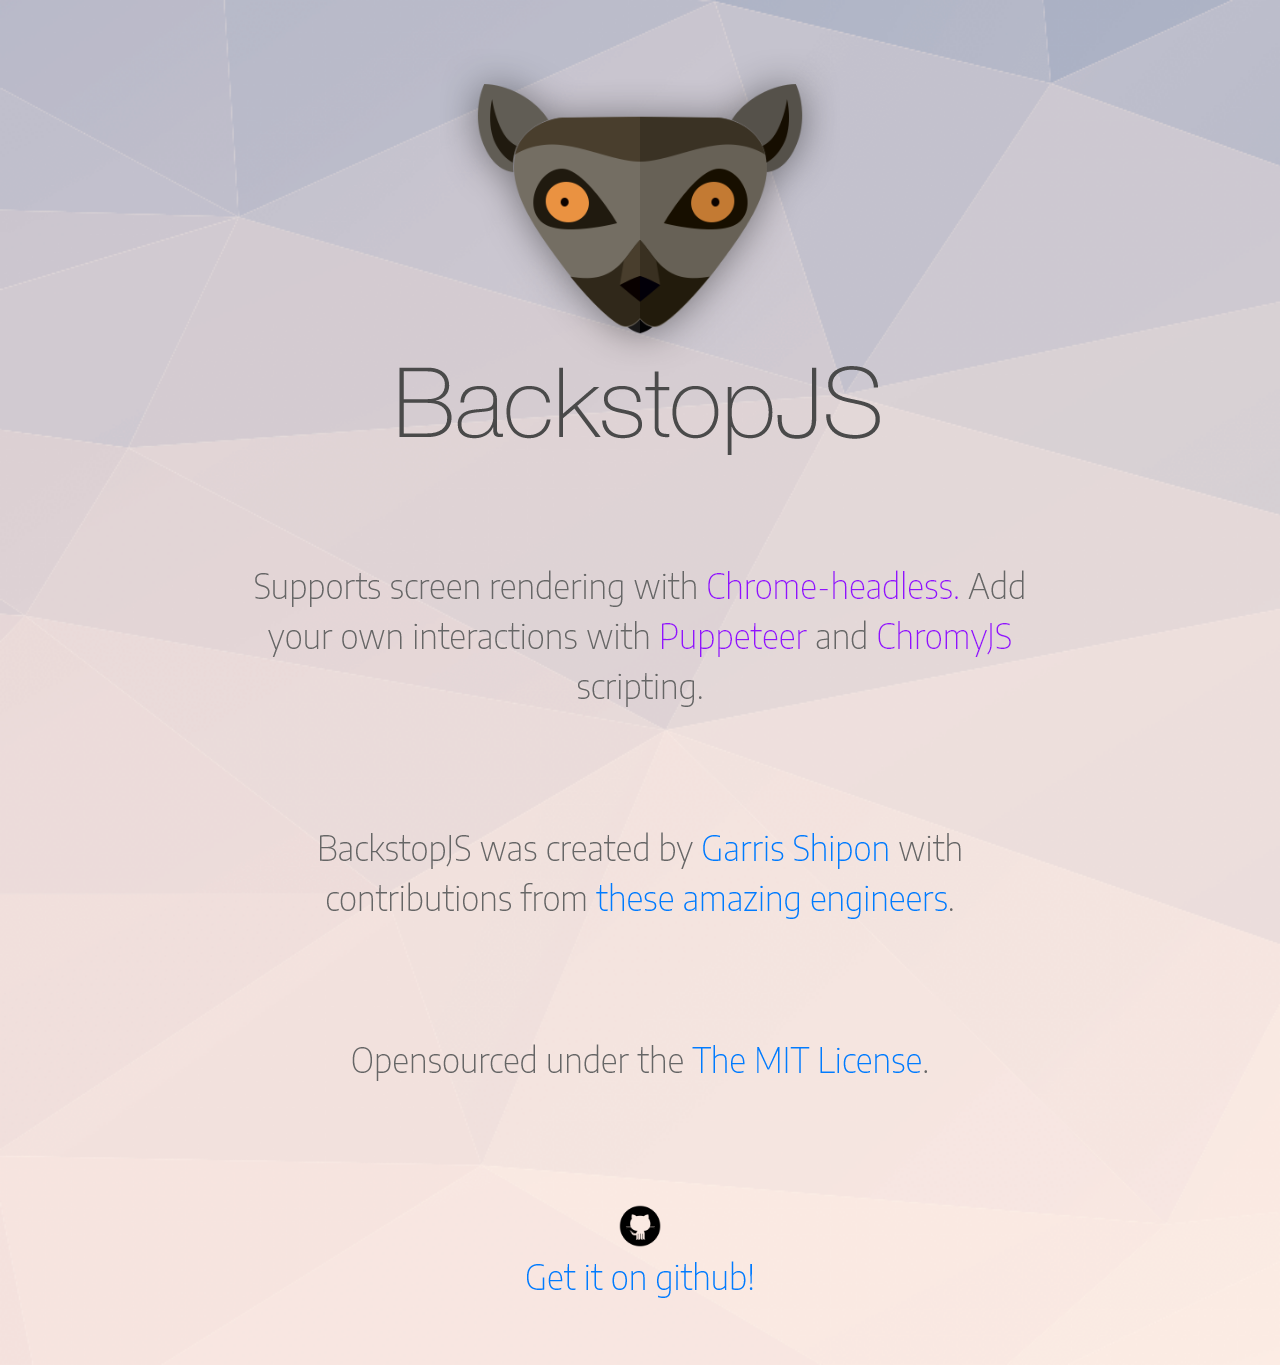 BackstopJS
Supports screen rendering with Chrome-headless. Add
your own interactions with Puppeteer and ChromyJS
scripting.
BackstopJS was created by Garris Shipon with
contributions from these amazing engineers.
Opensourced under the The MIT License.
Get it on github!